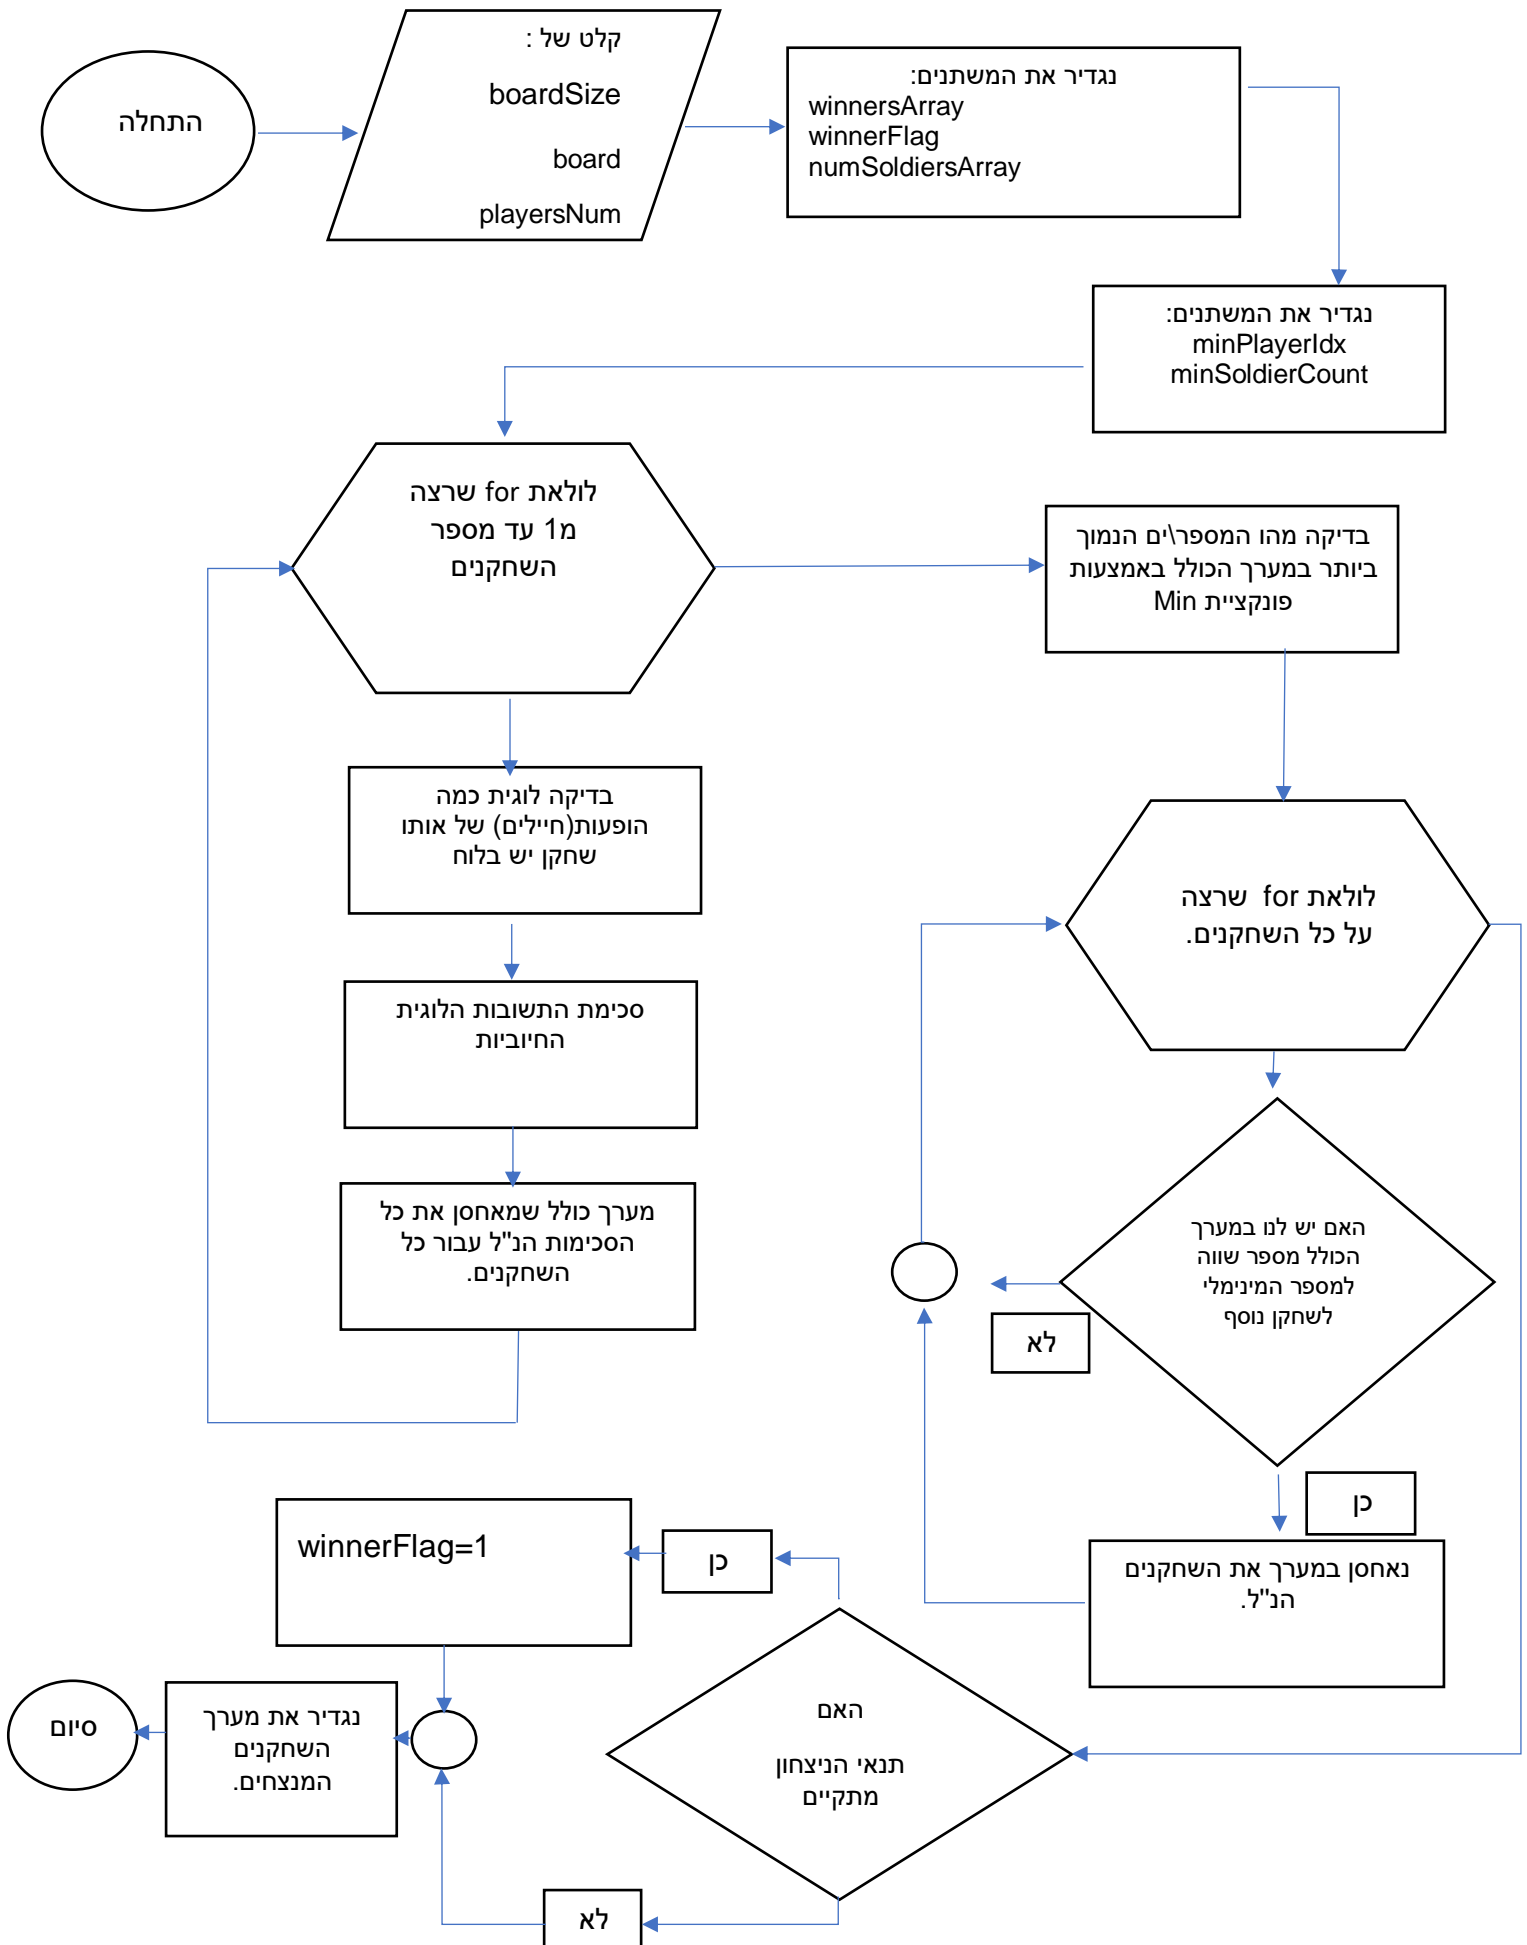 התחלה
קלט של :
boardSize
board
playersNum
נגדיר את המשתנים:
winnersArray
winnerFlag
numSoldiersArray
נגדיר את המשתנים:
minPlayerIdx
minSoldierCount
לולאת for שרצה
מ1 עד מספר
השחקנים
בדיקה מהו המספר\ים הנמוך
ביותר במערך הכולל באמצעות
פונקציית Min
בדיקה לוגית כמה
הופעות(חיילים) של אותו
שחקן יש בלוח
סכימת התשובות הלוגית
החיוביות
מערך כולל שמאחסן את כל
הסכימות הנ"ל עבור כל
השחקנים.
לולאת for שרצה
על כל השחקנים.
האם יש לנו במערך
הכולל מספר שווה
למספר המינימלי
לשחקן נוסף
לא
כן
נאחסן במערך את השחקנים
הנ"ל.
האם
תנאי הניצחון
מתקיים
כן
winnerFlag=1
לא
נגדיר את מערך
השחקנים
המנצחים.
סיום